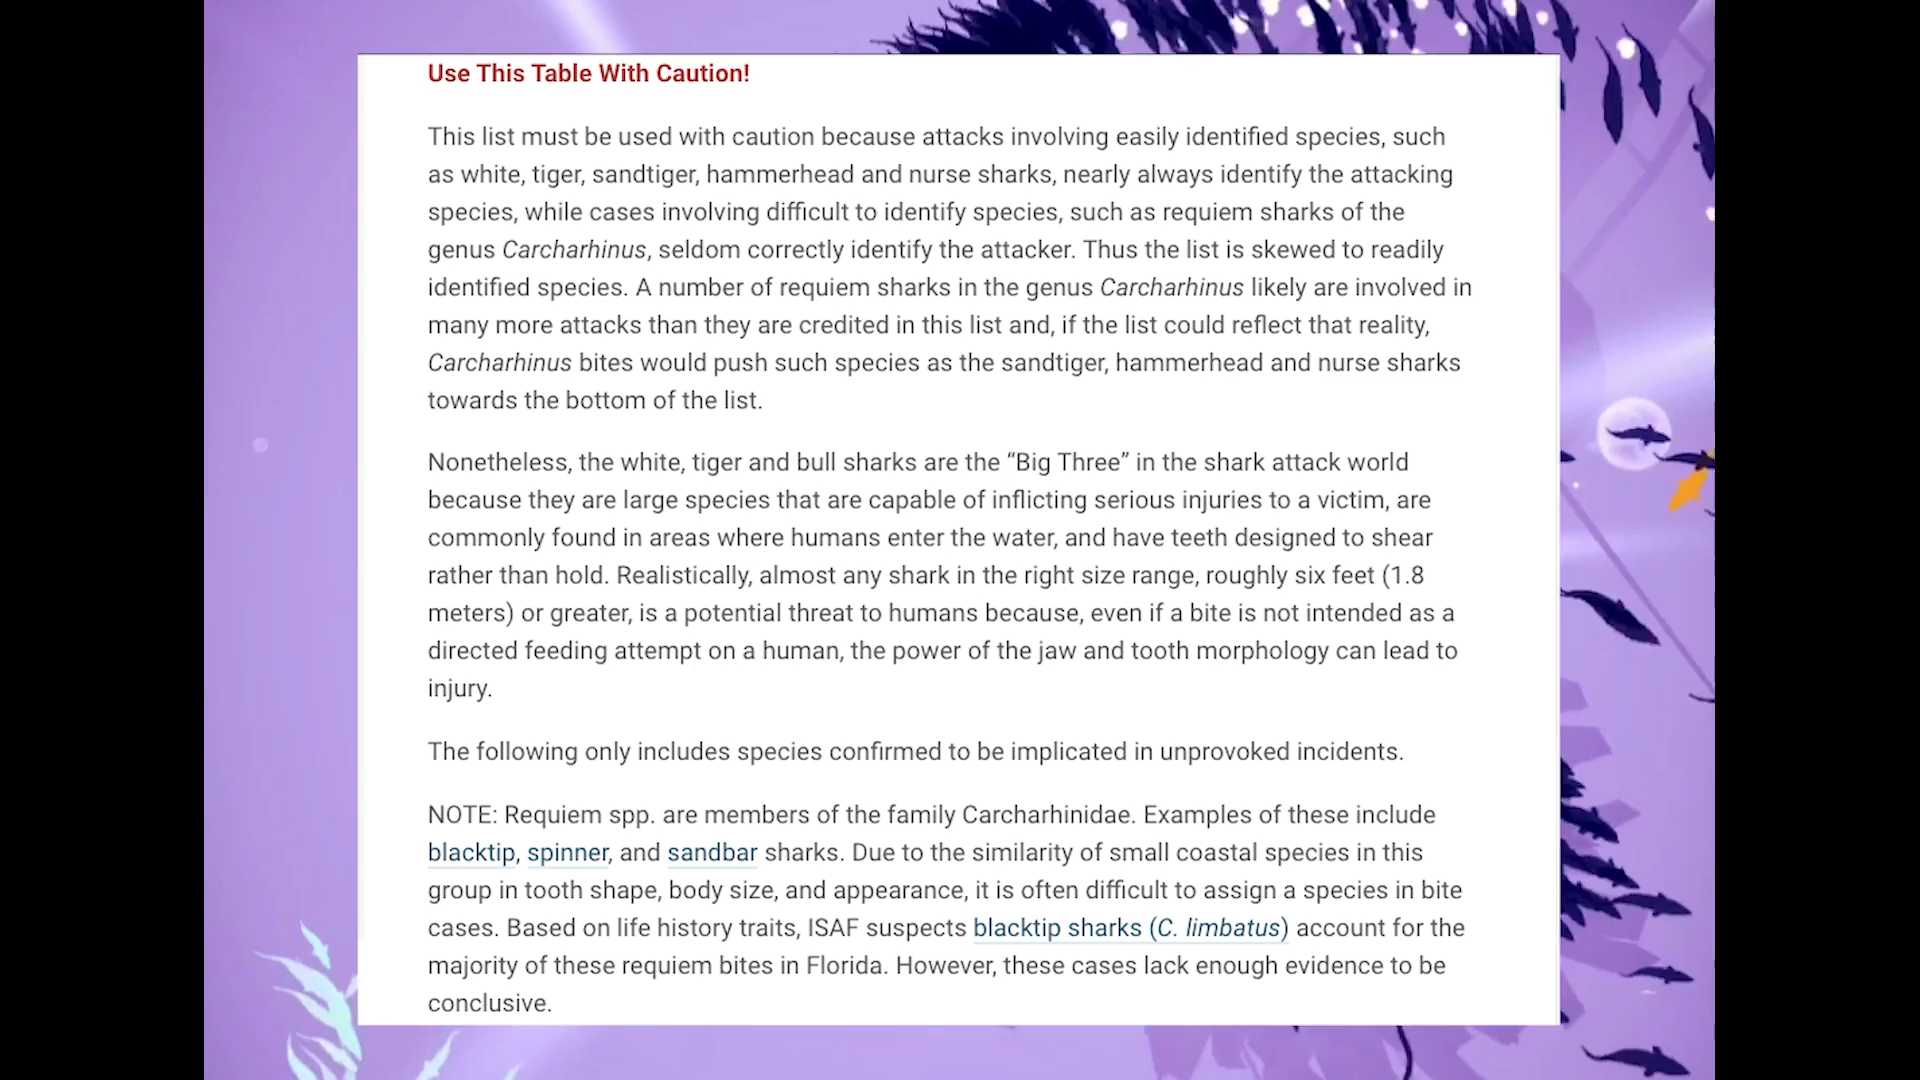 Use This Table With Caution!
This list must be used with caution because attacks involving easily identified species, such
as white, tiger, sandtiger, hammerhead and nurse sharks, nearly always identify the attacking
species, while cases involving difficult to identify species, such as requiem sharks of the
genus Carcharhinus, seldom correctly identify the attacker. Thus the list is skewed to readily
identified species. A number of requiem sharks in the genus Carcharhinus likely are involved in
many more attacks than they are credited in this list and, if the list could reflect that reality,
Carcharhinus bites would push such species as the sandtiger, hammerhead and nurse sharks
towards the bottom of the list.
Nonetheless, the white, tiger and bull sharks are the “Big Three” in the shark attack world
because they are large species that are capable of inflicting serious injuries to a victim, are
commonly found in areas where humans enter the water, and have teeth designed to shear
rather than hold. Realistically, almost any shark in the right size range, roughly six feet (1.8
meters) or greater, is a potential threat to humans because, even if a bite is not intended as a
directed feeding attempt on a human, the power of the jaw and tooth morphology can lead to
injury.
The following only includes species confirmed to be implicated in unprovoked incidents.
NOTE: Requiem spp. are members of the family Carcharhinidae. Examples of these include
blacktip, spinner, and sandbar sharks. Due to the similarity of small coastal species in this
group in tooth shape, body size, and appearance, it is often difficult to assign a species in bite
cases. Based on life history traits, ISAF suspects blacktip sharks (C. limbatus) account for the
majority of these requiem bites in Florida. However, these cases lack enough evidence to be
conclusive.